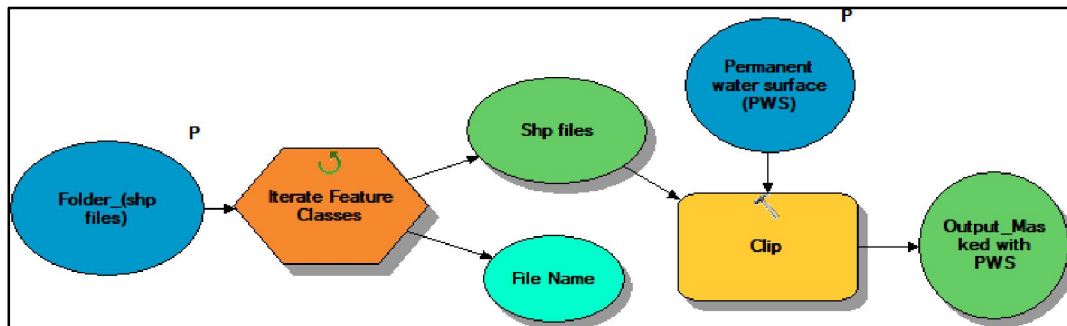 P
Folder_(shp
files)
Iterate Feature
Classes
Shp files
File Name
P
Permanent
water surface
(PWS)
Clip
Output_Mas
ked with
PWS